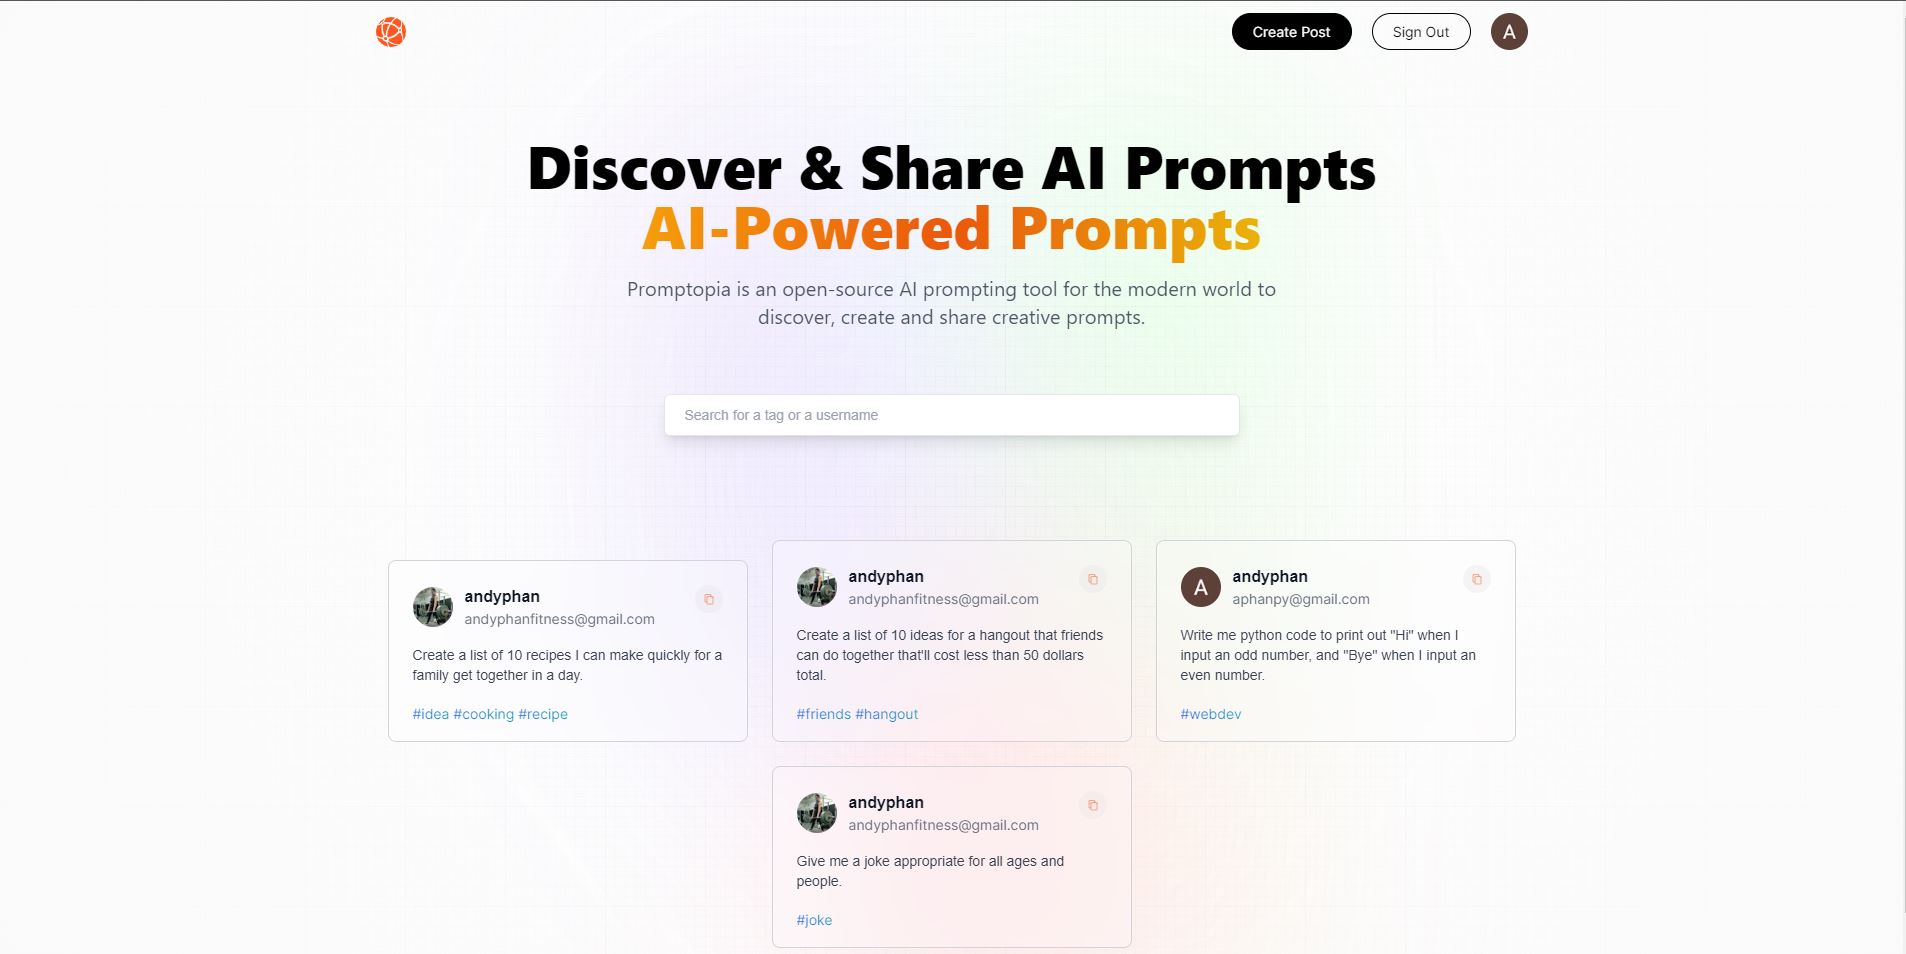 Create Post
Sign Out
A
Discover & Share AI Prompts
AI-Powered Prompts
Promptopia is an open-source AI prompting tool for the modern world to
discover, create and share creative prompts.
Search for a tag or a username
andyphan
andyphanfitness@gmail.com
Create a list of 10 recipes I can make quickly for a
family get together in a day.
#idea #cooking #recipe
andyphan
andyphanfitness@gmail.com
Create a list of 10 ideas for a hangout that friends
can do together that'll cost less than 50 dollars
total.
#friends #hangout
A
andyphan
aphanpy@gmail.com
Write me python code to print out "Hi" when I
input an odd number, and "Bye" when I input an
even number.
#webdev
andyphan
andyphanfitness@gmail.com
Give me a joke appropriate for all ages and
people.
#joke